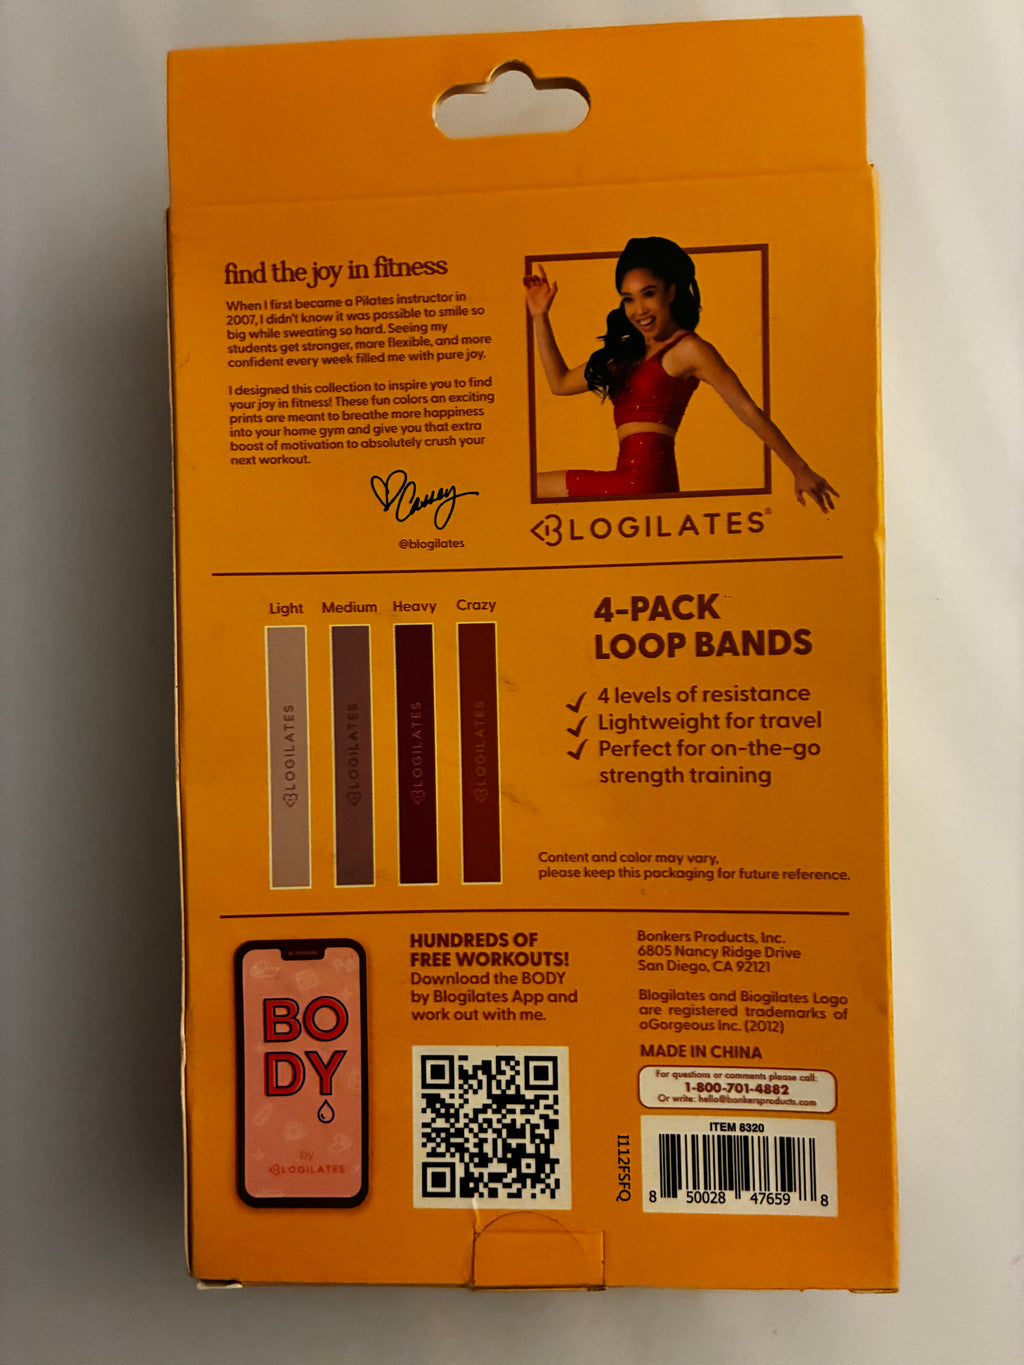 find the joy in fitness
When I first became a Pilates instructor in
2007, I didn't know it was possible to smile so
big while sweating so hard. Seeing my
students get stronger, more flexible, and more
confident every week filled me with pure joy.
I designed this collection to inspire you to find
your joy in fitness! These fun colors an exciting
prints are meant to breathe more happiness
into your home gym and give you that extra
boost of motivation to absolutely crush your
next workout.
Cassey
@blogilates
BLOGILATES®
Light Medium Heavy Crazy
BLOGILATES
BLOGILATES
BLOGILATES
BLOGILATES
4-PACK
LOOP BANDS
4 levels of resistance
Lightweight for travel
Perfect for on-the-go
strength training
Content and color may vary,
please keep this packaging for future reference.
BO
DY
by
BLOGILATES
HUNDREDS OF
FREE WORKOUTS!
Download the BODY
by Blogilates App and
work out with me.
Bonkers Products, Inc.
6805 Nancy Ridge Drive
San Diego, CA 92121
Blogilates and Biogilates Logo
are registered trademarks of
oGorgeous Inc. (2012)
MADE IN CHINA
For questions or comments please call:
1-800-701-4882
Or write: hello@bonkersproducts.com
I112FSFQ
ITEM 8320
8 50028 47659 8